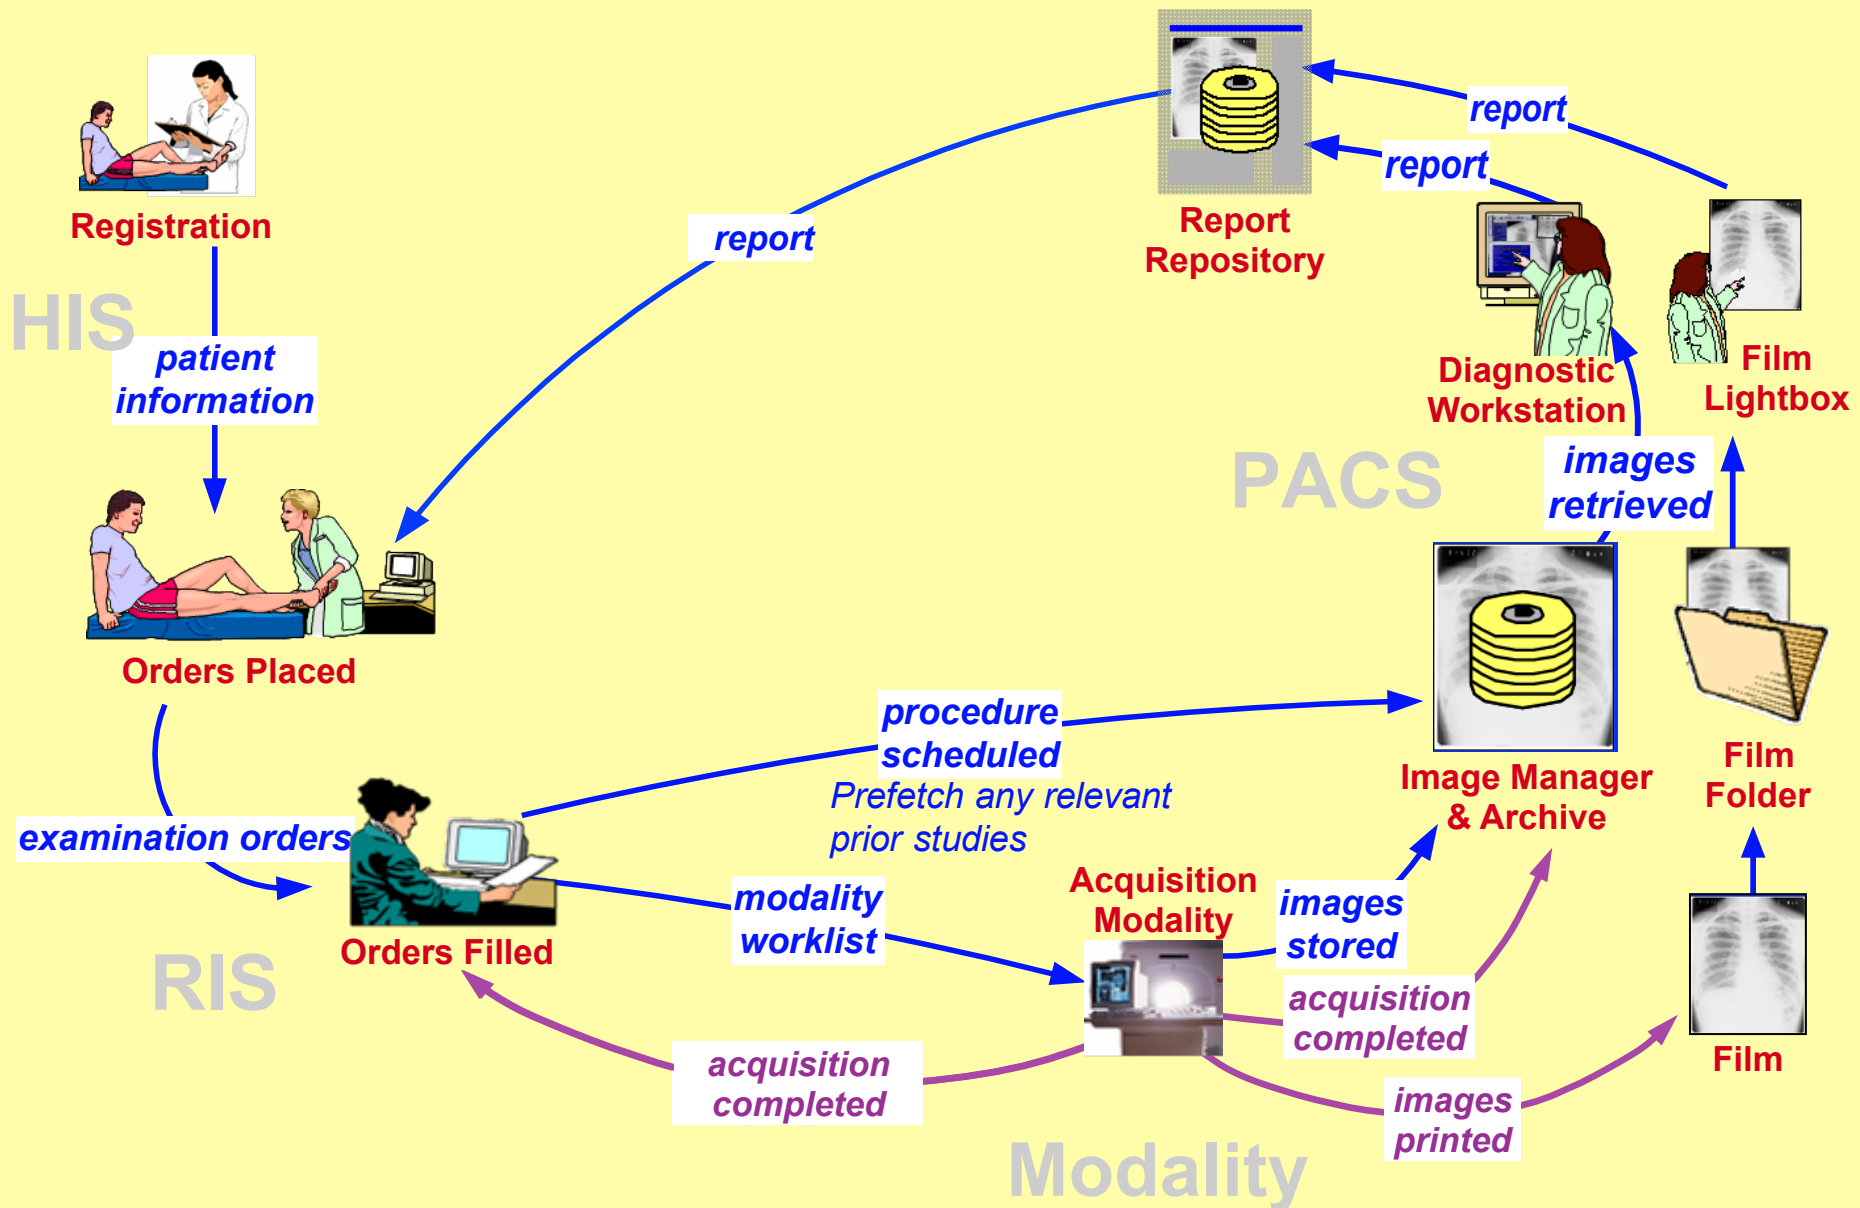 Registration
HIS
patient
information
Orders Placed
examination orders
Orders Filled
RIS
report
Report
Repository
report
report
Diagnostic
Workstation
Film
Lightbox
PACS
images
retrieved
procedure
scheduled
Prefetch any relevant
prior studies
Image Manager
& Archive
Film
Folder
modality
worklist
Acquisition
Modality
images
stored
acquisition
completed
acquisition
completed
images
printed
Film
Modality